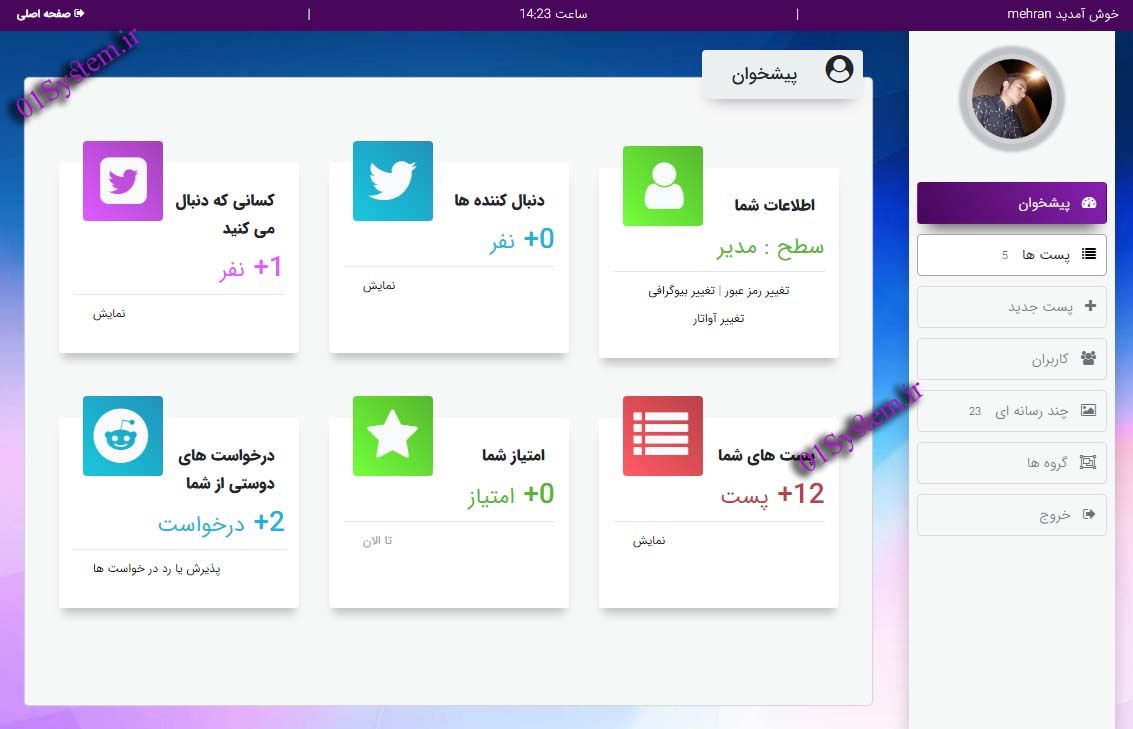 خوش آمدید mehran
|
ساعت 14:23
|
صفحه اصلی
01Sy8tem.ir
پیشخوان
پیشخوان
پست ها 5
پست جدید
کاربران
چند رسانه ای 23
گروه ها
خروج
اطلاعات شما
سطح : مدیر
تغییر رمز عبور | تغییر بیوگرافی
تغییر آواتار
دنبال کننده ها
+0 نفر
نمایش
کسانی که دنبال
می کنید
+1 نفر
نمایش
پست های شما
+12 پست
نمایش
امتیاز شما
+0 امتیاز
تا الان
درخواست های
دوستی از شما
+2 درخواست
پذیرش یا رد در خواست ها
01Sy8tem.ir